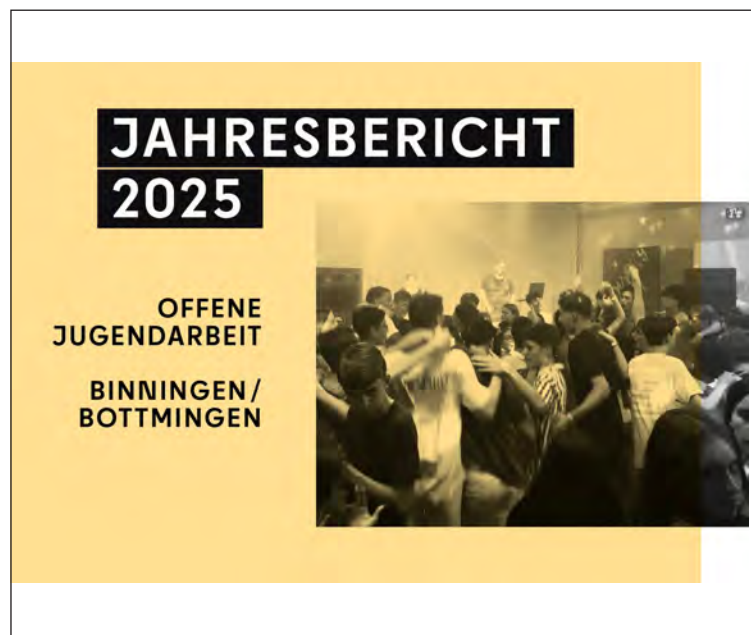 JAHRESBERICHT
2025
OFFENE
JUGENDARBEIT
BINNINGEN/
BOTTMINGEN